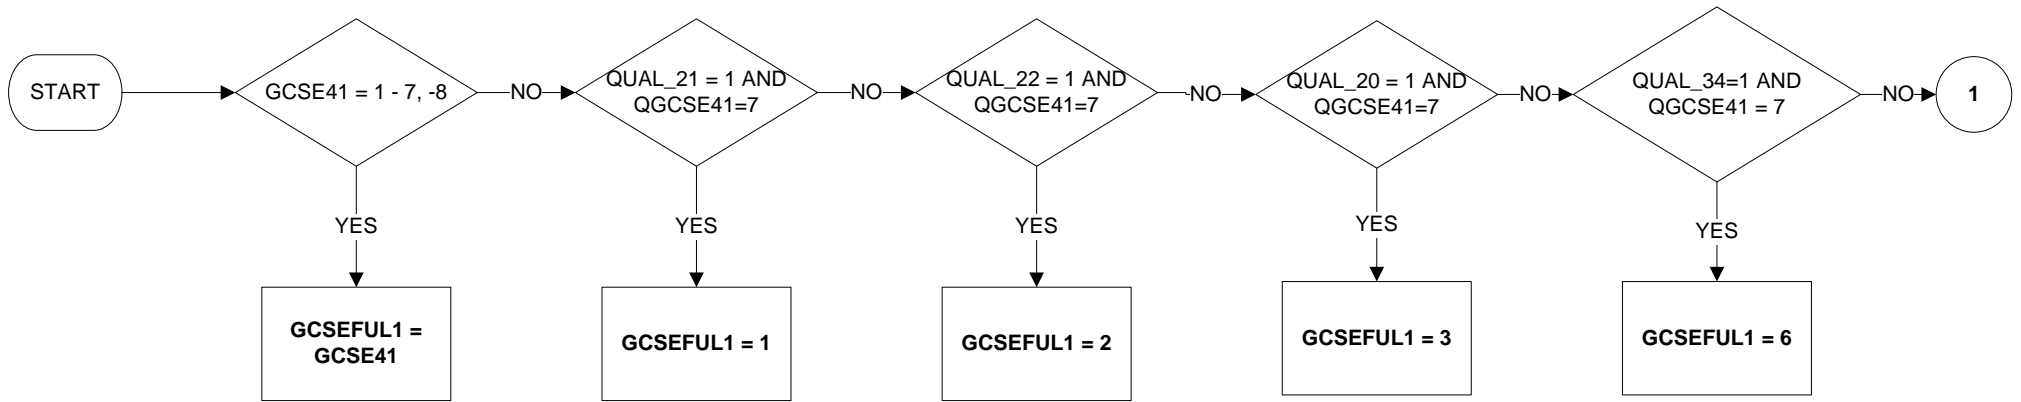 START
GCSE41 = 1 - 7, -8
NO
QUAL_21 = 1 AND
QGCSE41=7
NO
QUAL_22 = 1 AND
QGCSE41=7
NO
QUAL_20 = 1 AND
QGCSE41=7
NO
QUAL_34=1 AND
QGCSE41 = 7
NO
1
YES
YES
YES
YES
YES
GCSEFUL1 =
GCSE41
GCSEFUL1 = 1
GCSEFUL1 = 2
GCSEFUL1 = 3
GCSEFUL1 = 6